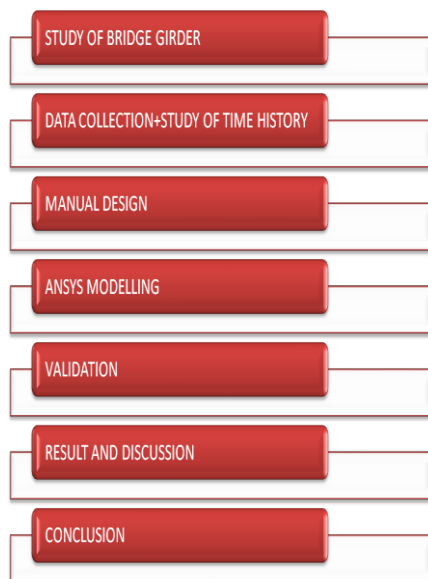 STUDY OF BRIDGE GIRDER
DATA COLLECTION+STUDY OF TIME HISTORY
MANUAL DESIGN
ANSYS MODELLING
VALIDATION
RESULT AND DISCUSSION
CONCLUSION